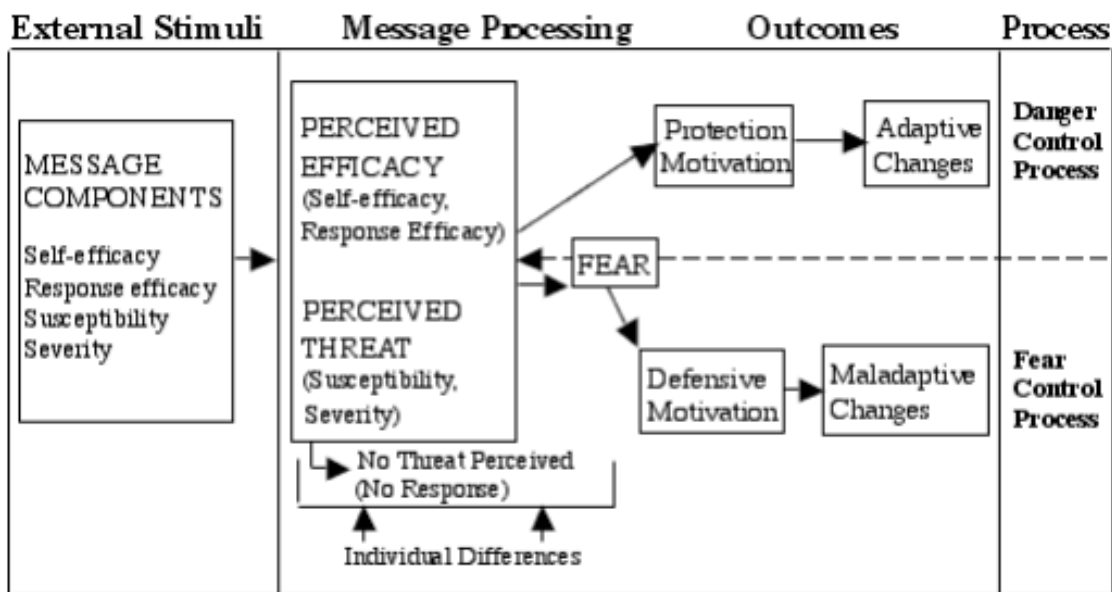 External Stimuli
Message Processing
Outcomes
Process
MESSAGE
COMPONENTS
Self-efficacy
Response efficacy
Susceptibility
Severity
PERCEIVED
EFFICACY
(Self-efficacy,
Response Efficacy)
PERCEIVED
THREAT
(Susceptibility,
Severity)
No Threat Perceived
(No Response)
Individual Differences
FEAR
Protection
Motivation
Adaptive
Changes
Defensive
Motivation
Maladaptive
Changes
Danger
Control
Process
Fear
Control
Process